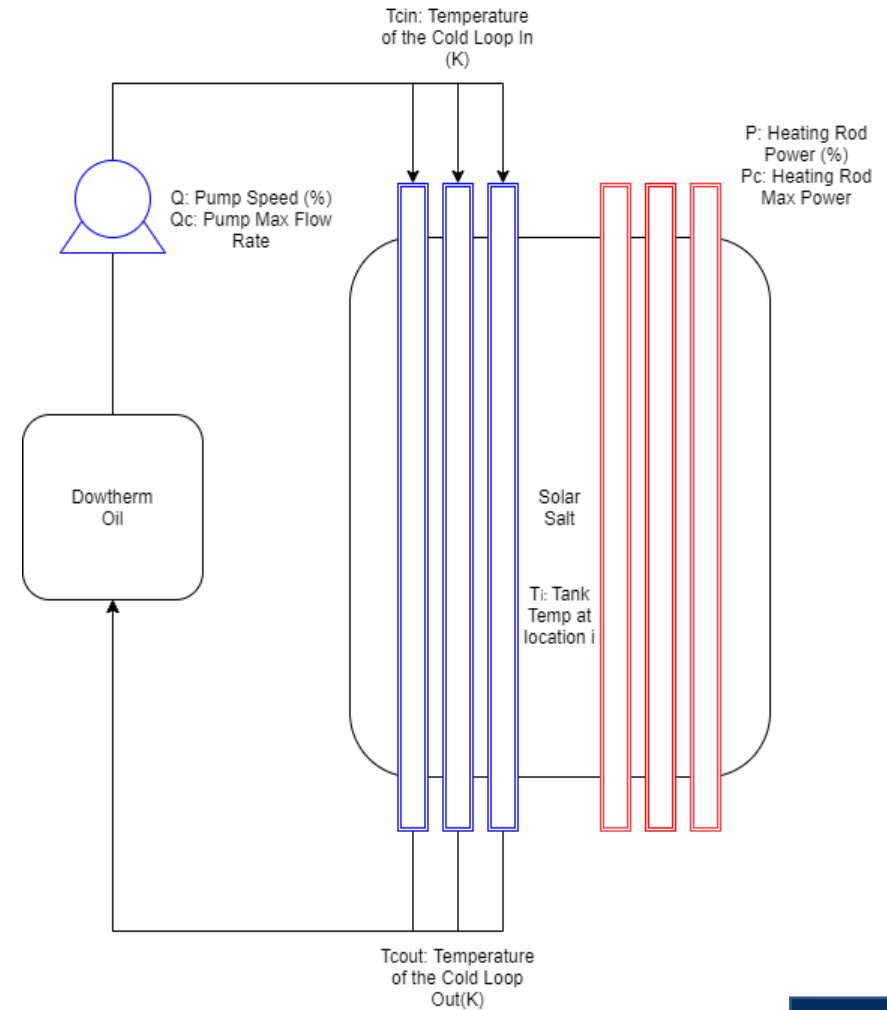 Tcin: Temperature
of the Cold Loop In
(K)
P: Heating Rod
Power (%)
Pc: Heating Rod
Max Power
Q: Pump Speed (%)
Qc: Pump Max Flow
Rate
Dowtherm
Oil
Solar
Salt
Ti: Tank
Temp at
location i
Tcout: Temperature
of the Cold Loop
Out(K)